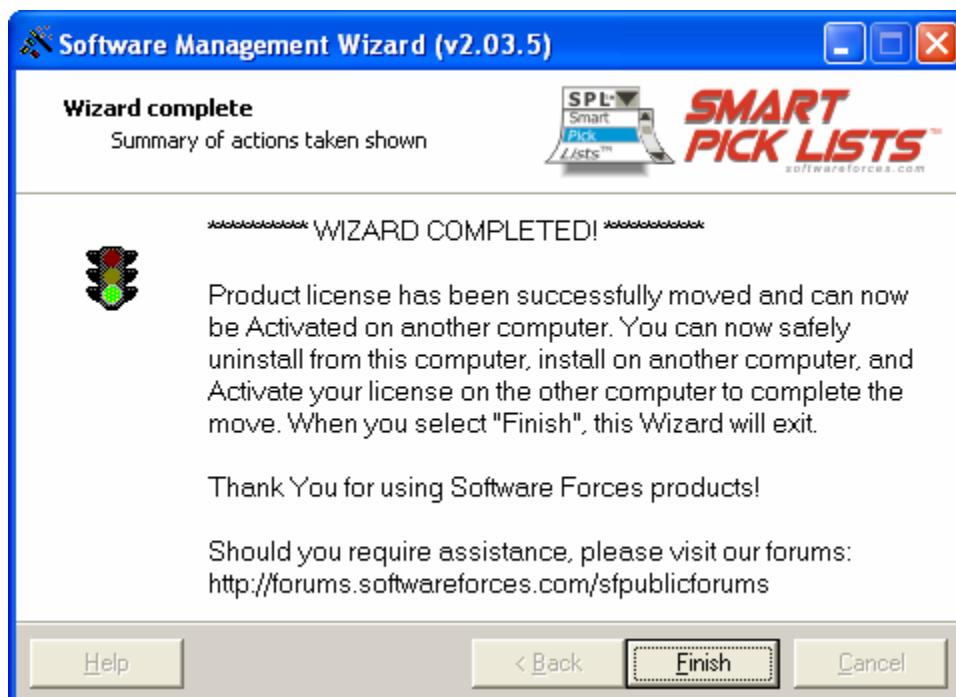 Software Management Wizard (v2.03.5)
Wizard complete
Summary of actions taken shown
SPL™
Smart
Pick
Lists™
SMART
PICK LISTS™
softwareforces.com
*********** WIZARD COMPLETED! ***********
Product license has been successfully moved and can now
be Activated on another computer. You can now safely
uninstall from this computer, install on another computer, and
Activate your license on the other computer to complete the
move. When you select "Finish", this Wizard will exit.
Thank You for using Software Forces products!
Should you require assistance, please visit our forums:
http://forums.softwareforces.com/sfpublicforums
Help
< Back
Finish
Cancel